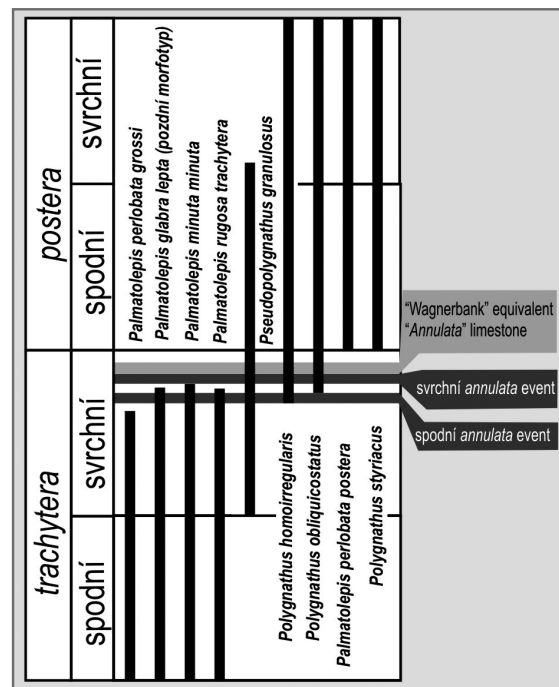 postera
svrchní
spodní
trachytera
svrchní
spodní
Palmatolepis perlobata grossi
Palmatolepis glabra lepta (pozdní morfotyp)
Palmatolepis minuta minuta
Palmatolepis rugosa trachytera
Pseudopolygnathus granulosus
Polygnathus homoirregularis
Polygnathus obliquicostatus
Palmatolepis perlobata postera
Polygnathus styriacus
“Wagnerbank” equivalent
“Annulata” limestone
svrchní annulata event
spodní annulata event